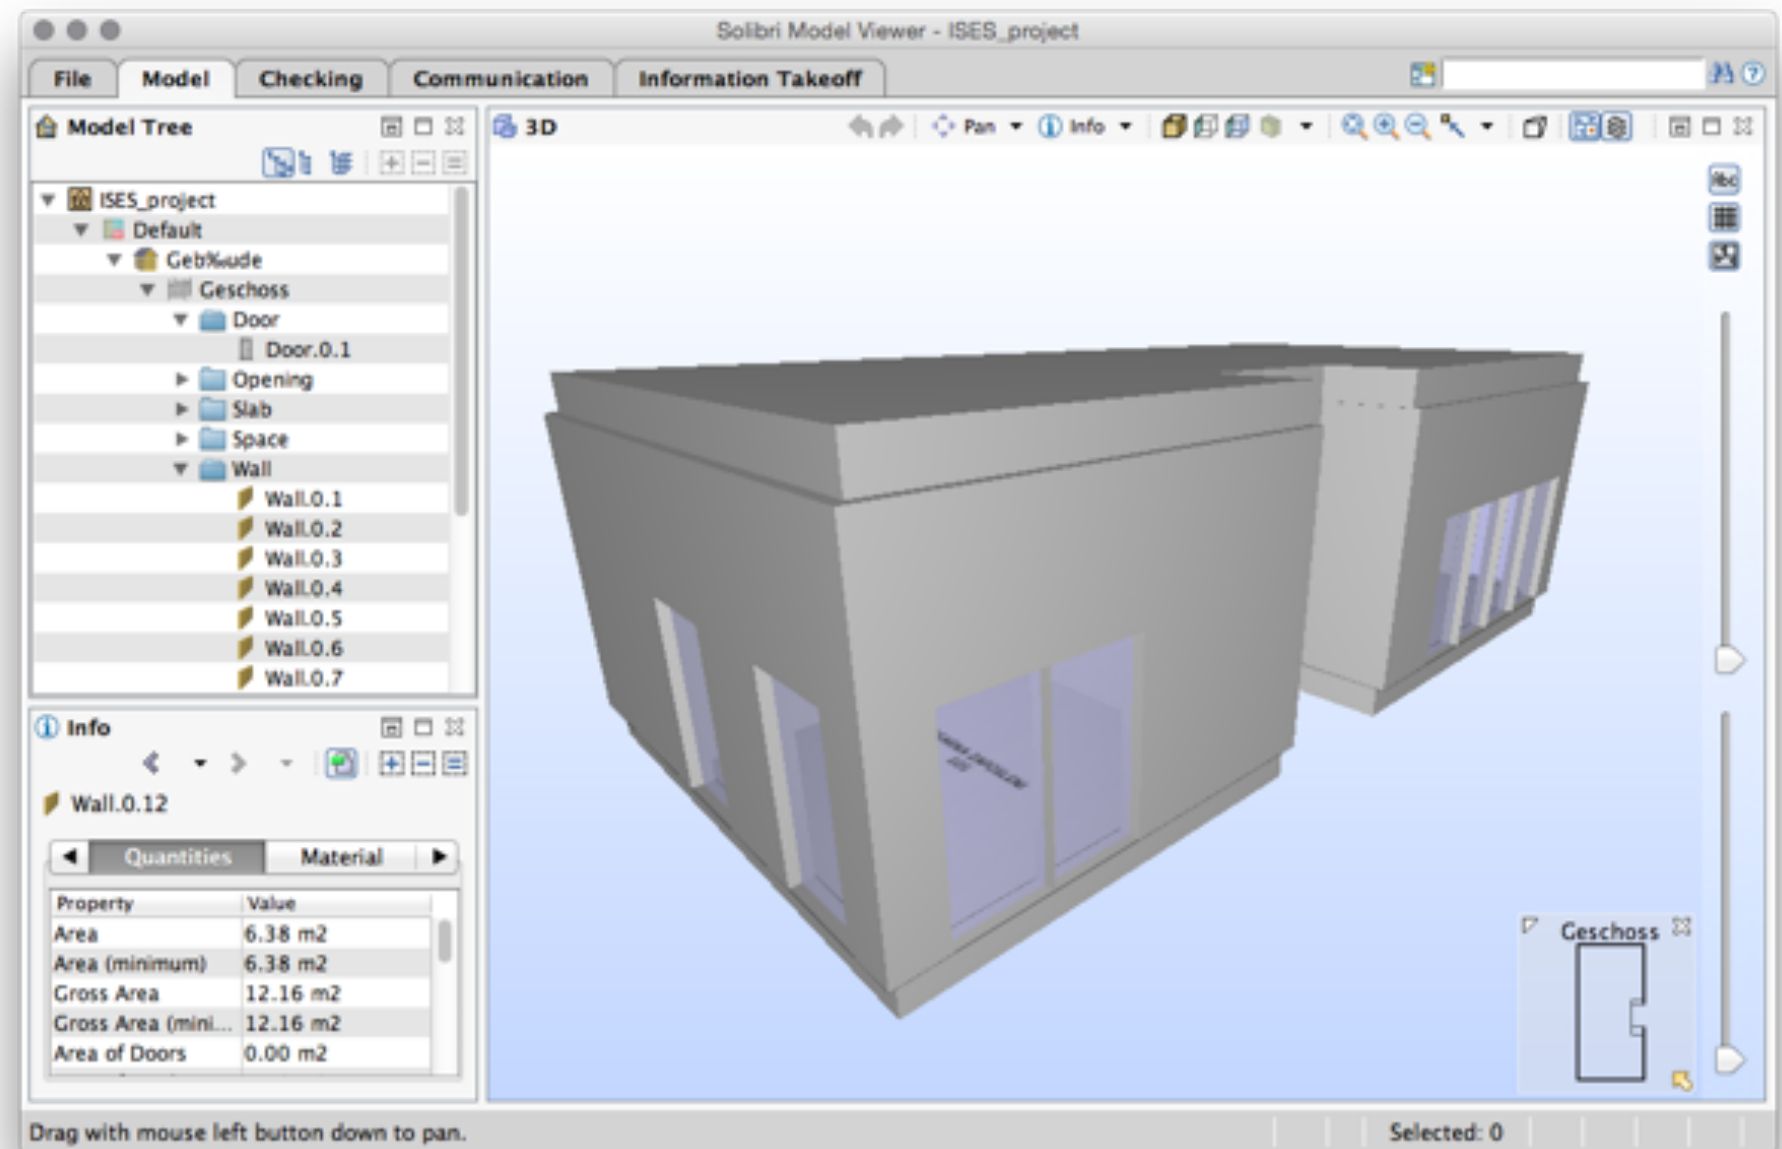 Solibri Model Viewer - ISES_project
File Model Checking Communication Information Takeoff
Model Tree
ISES_project
Default
Geb‰ude
Geschoss
Door
Door.0.1
Opening
Slab
Space
Wall
Wall.0.1
Wall.0.2
Wall.0.3
Wall.0.4
Wall.0.5
Wall.0.6
Wall.0.7
Info
Wall.0.12
Quantities Material
Property Value
Area 6.38 m2
Area (minimum) 6.38 m2
Gross Area 12.16 m2
Gross Area (mini... 12.16 m2
Area of Doors 0.00 m2
3D Pan Info
Abc
Geschoss
Drag with mouse left button down to pan.
Selected: 0